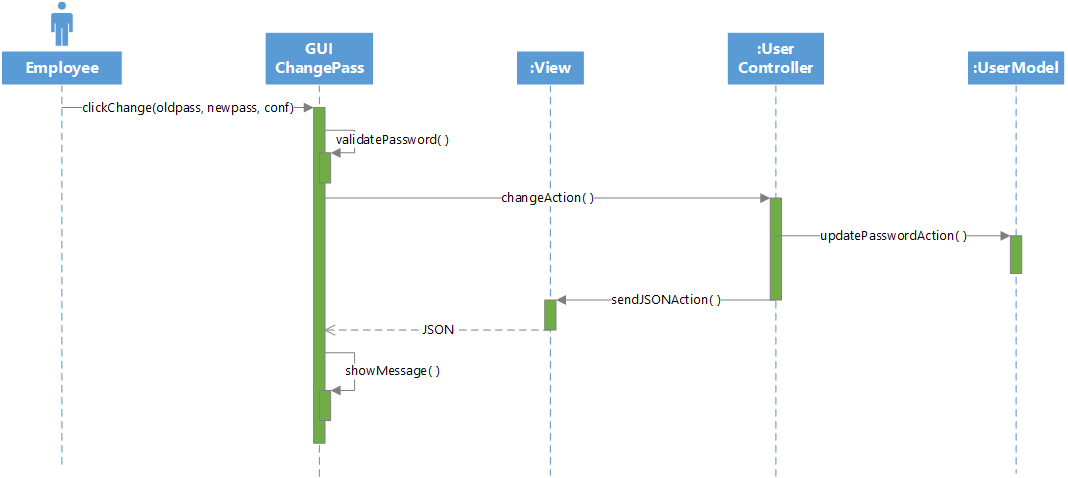 Employee
GUI
ChangePass
:View
:User
Controller
:UserModel
clickChange(oldpass, newpass, conf)
validatePassword( )
changeAction( )
updatePasswordAction( )
sendJSONAction( )
JSON
showMessage( )